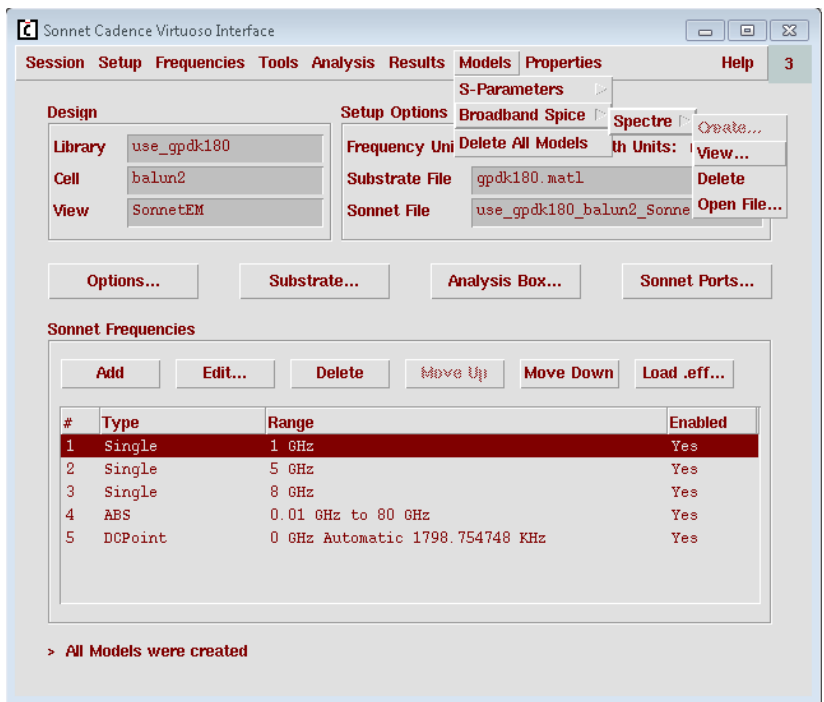 Sonnet Cadence Virtuoso Interface
Session Setup Frequencies Tools Analysis Results Models Properties Help 3
S-Parameters
Broadband Spice
Delete All Models
Spectre
Create...
View...
Delete
Open File...
Design
Library use_gpdk180
Cell balun2
View SonnetEM
Setup Options
Frequency Uni th Units:
Substrate File gpdk180.matl
Sonnet File use_gpdk180_balun2_Sonne
Options... Substrate... Analysis Box... Sonnet Ports...
Sonnet Frequencies
Add Edit... Delete Move Up Move Down Load .eff...
# Type Range Enabled
1 Single 1 GHz Yes
2 Single 5 GHz Yes
3 Single 8 GHz Yes
4 ABS 0.01 GHz to 80 GHz Yes
5 DCPoint 0 GHz Automatic 1798.754748 KHz Yes
> All Models were created